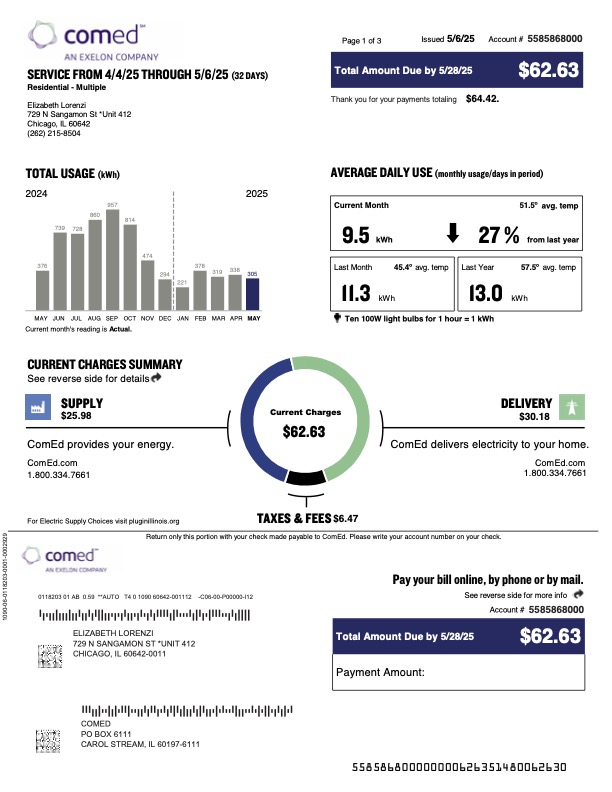 comed℠
AN EXELON COMPANY
Page 1 of 3 Issued 5/6/25 Account # 5585868000
SERVICE FROM 4/4/25 THROUGH 5/6/25 (32 DAYS)
Residential - Multiple
Total Amount Due by 5/28/25 $62.63
Thank you for your payments totaling $64.42.
Elizabeth Lorenzi
729 N Sangamon St *Unit 412
Chicago, IL 60642
(262) 215-8504
TOTAL USAGE (kWh)
2024 2025
376 739 728 860 957 814 474 294 221 378 319 338 305
MAY JUN JUL AUG SEP OCT NOV DEC JAN FEB MAR APR MAY
Current month's reading is Actual.
AVERAGE DAILY USE (monthly usage/days in period)
Current Month 51.5° avg. temp
9.5 kWh 27% from last year
Last Month 45.4° avg. temp
11.3 kWh
Last Year 57.5° avg. temp
13.0 kWh
Ten 100W light bulbs for 1 hour = 1 kWh
CURRENT CHARGES SUMMARY
See reverse side for details
SUPPLY
$25.98
ComEd provides your energy.
ComEd.com
1.800.334.7661
Current Charges
$62.63
DELIVERY
$30.18
ComEd delivers electricity to your home.
ComEd.com
1.800.334.7661
TAXES & FEES $6.47
For Electric Supply Choices visit pluginillinois.org
Return only this portion with your check made payable to ComEd. Please write your account number on your check.
1090-06-0118203-0001-0002929
comed℠
AN EXELON COMPANY
Pay your bill online, by phone or by mail.
See reverse side for more info
Account # 5585868000
0118203 01 AB 0.59 **AUTO T4 0 1090 60642-001112 -C06-00-P00000-I12
ELIZABETH LORENZI
729 N SANGAMON ST *UNIT 412
CHICAGO, IL 60642-0011
Total Amount Due by 5/28/25 $62.63
Payment Amount:
COMED
PO BOX 6111
CAROL STREAM, IL 60197-6111
55858680000000062635148006​2630